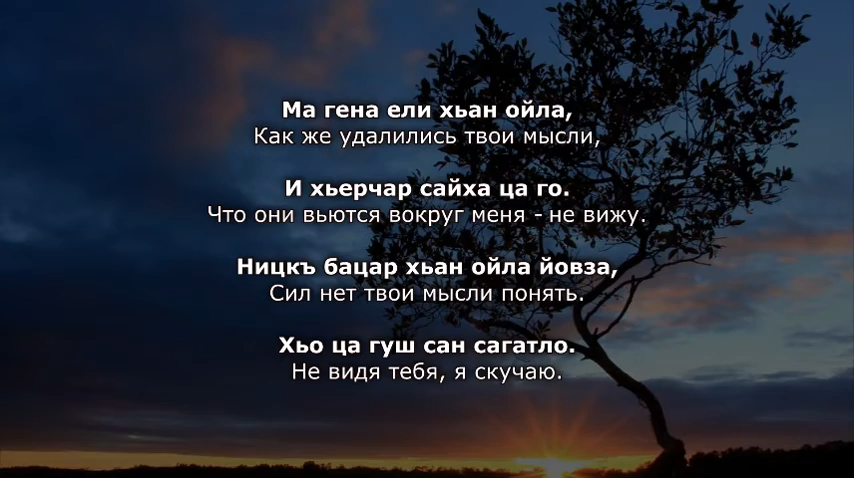 Ма гена ели хьан ойла,
Как же удалились твои мысли,
И хьерчар сайха ца го.
Что они вьются вокруг меня - не вижу.
Ницкъ бацар хьан ойла йовза,
Сил нет твои мысли понять.
Хьо ца гуш сан сагатло.
Не видя тебя, я скучаю.